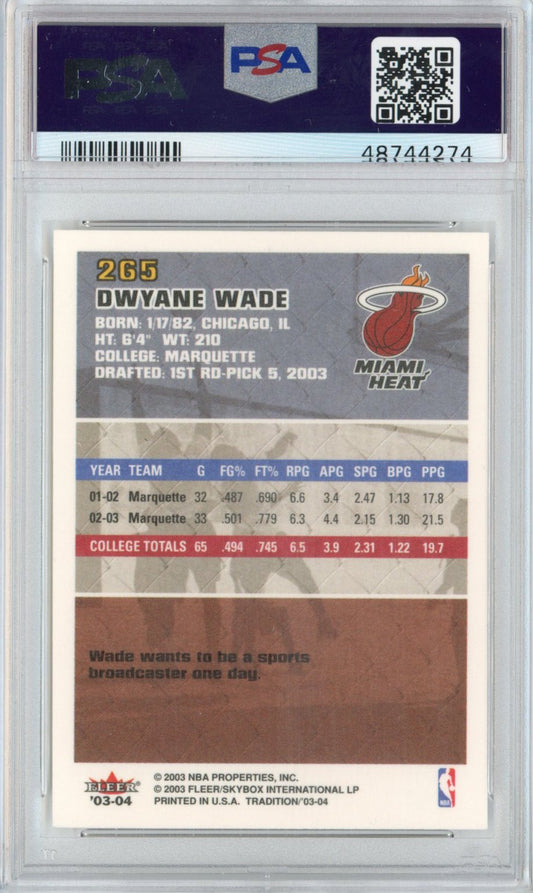 PSA
PSA
48744274
265
DWYANE WADE
BORN: 1/17/82, CHICAGO, IL
HT: 6'4" WT: 210
COLLEGE: MARQUETTE
DRAFTED: 1ST RD-PICK 5, 2003
MIAMI
HEAT
YEAR TEAM G FG% FT% RPG APG SPG BPG PPG
01-02 Marquette 32 .487 .690 6.6 3.4 2.47 1.13 17.8
02-03 Marquette 33 .501 .779 6.3 4.4 2.15 1.30 21.5
COLLEGE TOTALS 65 .494 .745 6.5 3.9 2.31 1.22 19.7
Wade wants to be a sports
broadcaster one day.
FLEER
'03-04
© 2003 NBA PROPERTIES, INC.
© 2003 FLEER/SKYBOX INTERNATIONAL LP
PRINTED IN U.S.A. TRADITION/'03-04
NBA